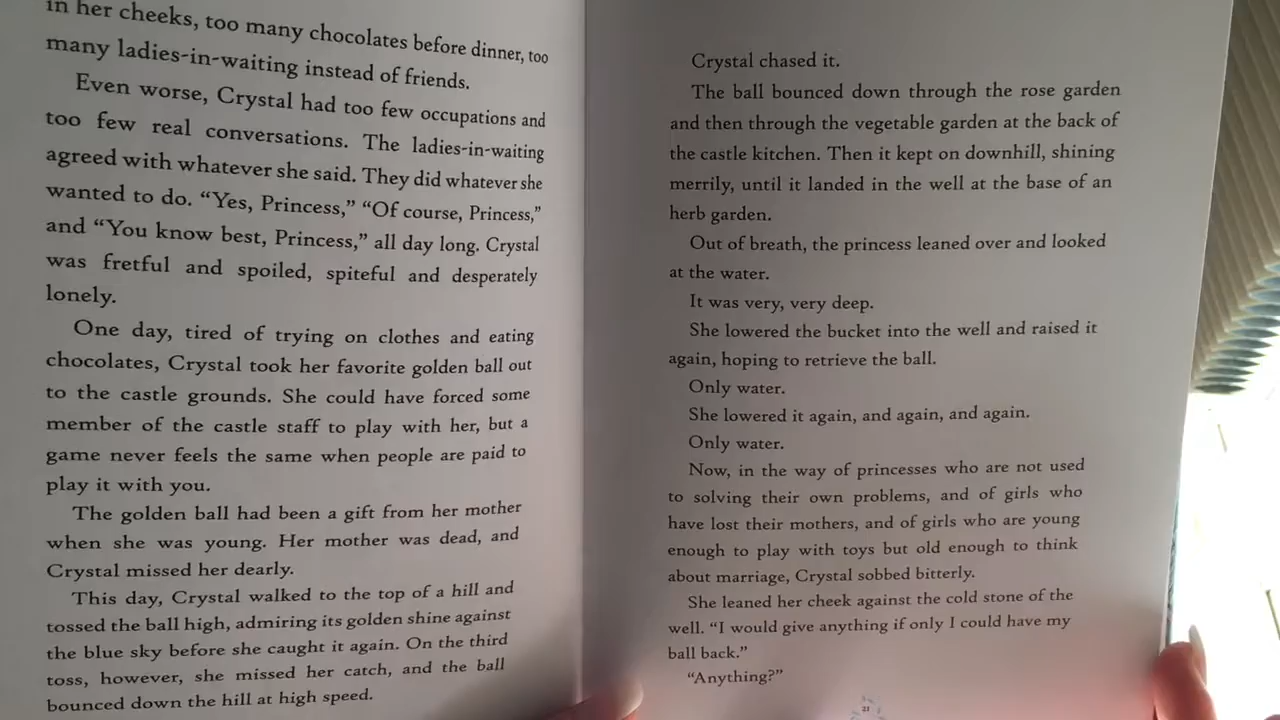 in her cheeks, too many chocolates before dinner, too
many ladies-in-waiting instead of friends.
Even worse, Crystal had too few occupations and
too few real conversations. The ladies-in-waiting
agreed with whatever she said. They did whatever she
wanted to do. “Yes, Princess,” “Of course, Princess,”
and “You know best, Princess,” all day long. Crystal
was fretful and spoiled, spiteful and desperately
lonely.
One day, tired of trying on clothes and eating
chocolates, Crystal took her favorite golden ball out
to the castle grounds. She could have forced some
member of the castle staff to play with her, but a
game never feels the same when people are paid to
play it with you.
The golden ball had been a gift from her mother
when she was young. Her mother was dead, and
Crystal missed her dearly.
This day, Crystal walked to the top of a hill and
tossed the ball high, admiring its golden shine against
the blue sky before she caught it again. On the third
toss, however, she missed her catch, and the ball
bounced down the hill at high speed.
Crystal chased it.
The ball bounced down through the rose garden
and then through the vegetable garden at the back of
the castle kitchen. Then it kept on downhill, shining
merrily, until it landed in the well at the base of an
herb garden.
Out of breath, the princess leaned over and looked
at the water.
It was very, very deep.
She lowered the bucket into the well and raised it
again, hoping to retrieve the ball.
Only water.
She lowered it again, and again, and again.
Only water.
Now, in the way of princesses who are not used
to solving their own problems, and of girls who
have lost their mothers, and of girls who are young
enough to play with toys but old enough to think
about marriage, Crystal sobbed bitterly.
She leaned her cheek against the cold stone of the
well. “I would give anything if only I could have my
ball back.”
“Anything?”
21